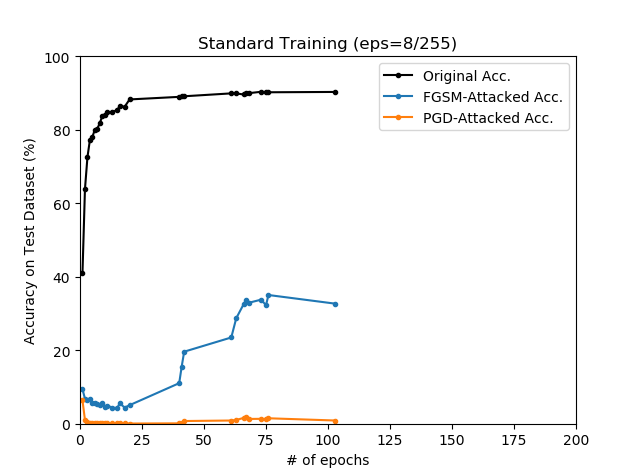 Standard Training (eps=8/255)
Original Acc.
FGSM-Attacked Acc.
PGD-Attacked Acc.
Accuracy on Test Dataset (%)
100
80
60
40
20
0
0 25 50 75 100 125 150 175 200
# of epochs